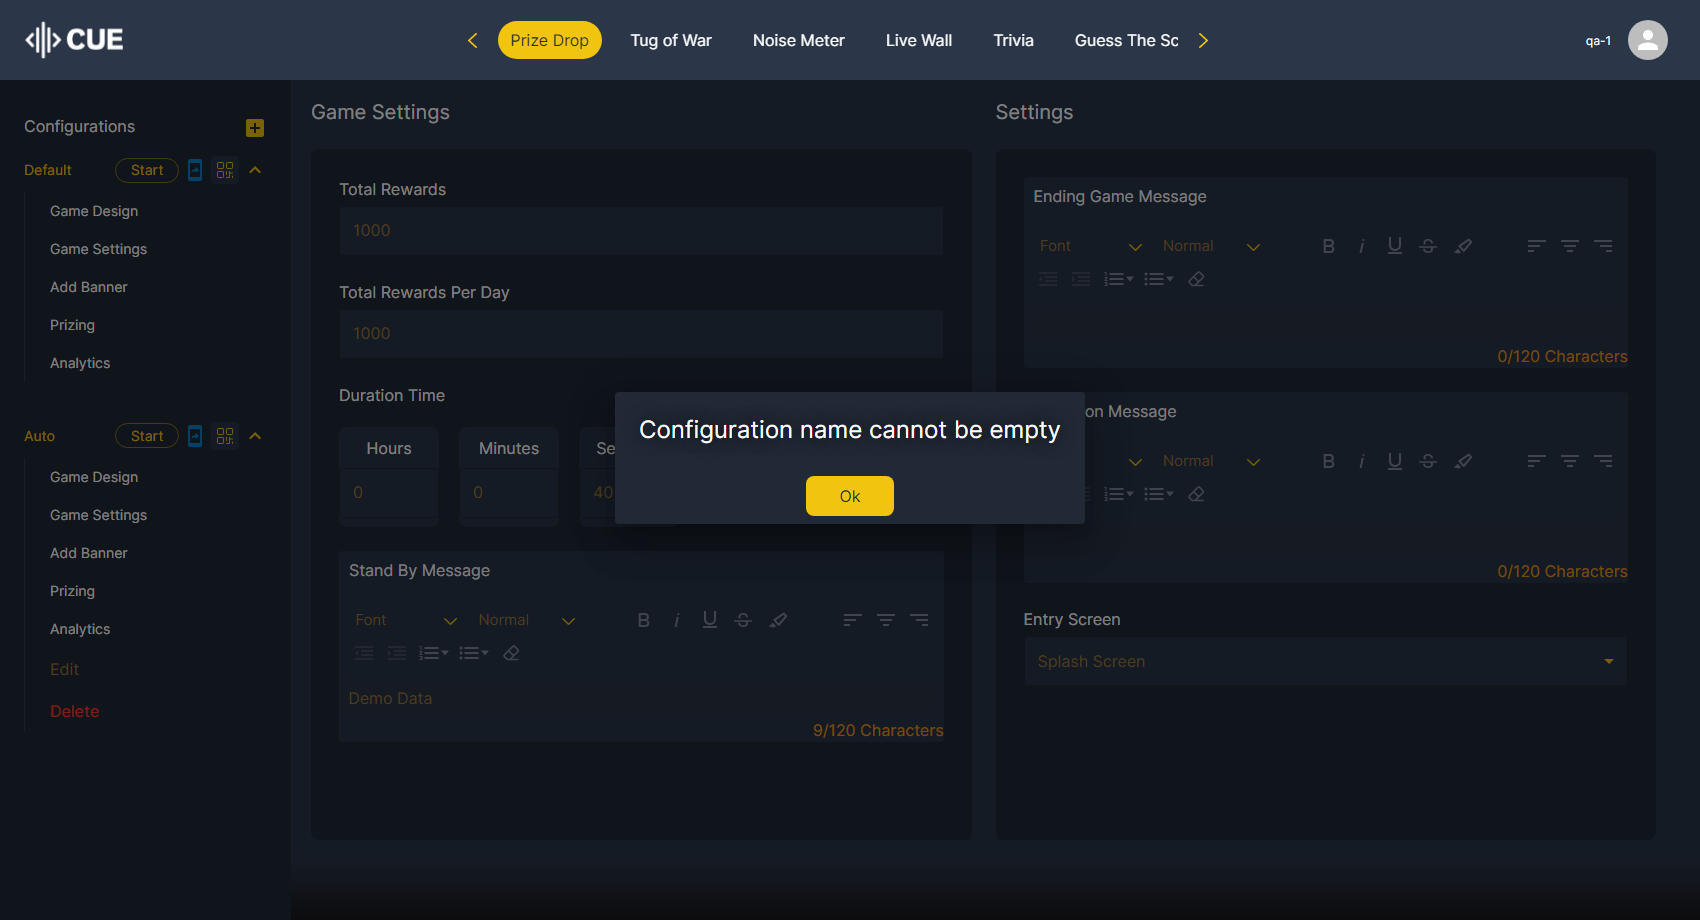 CUE
Prize Drop
Tug of War
Noise Meter
Live Wall
Trivia
Guess The Sc
qa-1
Configurations
Default
Start
Game Design
Game Settings
Add Banner
Prizing
Analytics
Auto
Start
Game Design
Game Settings
Add Banner
Prizing
Analytics
Edit
Delete
Game Settings
Total Rewards
1000
Total Rewards Per Day
1000
Duration Time
Hours
Minutes
Se
0
0
40
Stand By Message
Font
Normal
Demo Data
9/120 Characters
Settings
Ending Game Message
Font
Normal
0/120 Characters
on Message
Normal
0/120 Characters
Entry Screen
Splash Screen
Configuration name cannot be empty
Ok